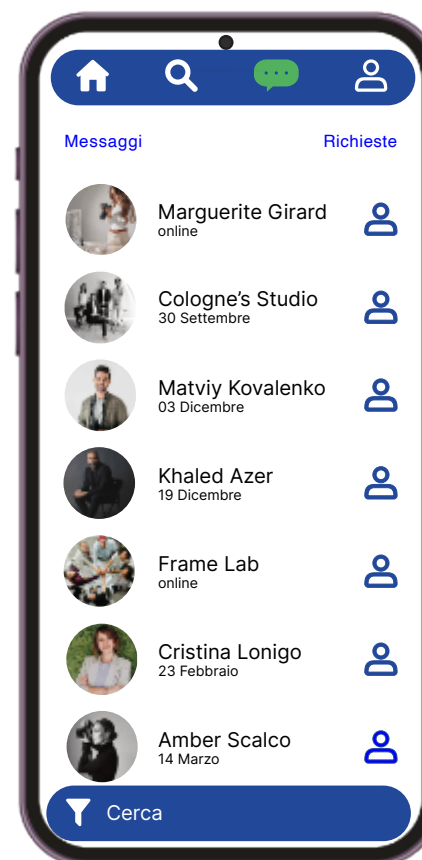 Messaggi
Richieste
Marguerite Girard
online
Cologne's Studio
30 Settembre
Matviy Kovalenko
03 Dicembre
Khaled Azer
19 Dicembre
Frame Lab
online
Cristina Lonigo
23 Febbraio
Amber Scalco
14 Marzo
Cerca